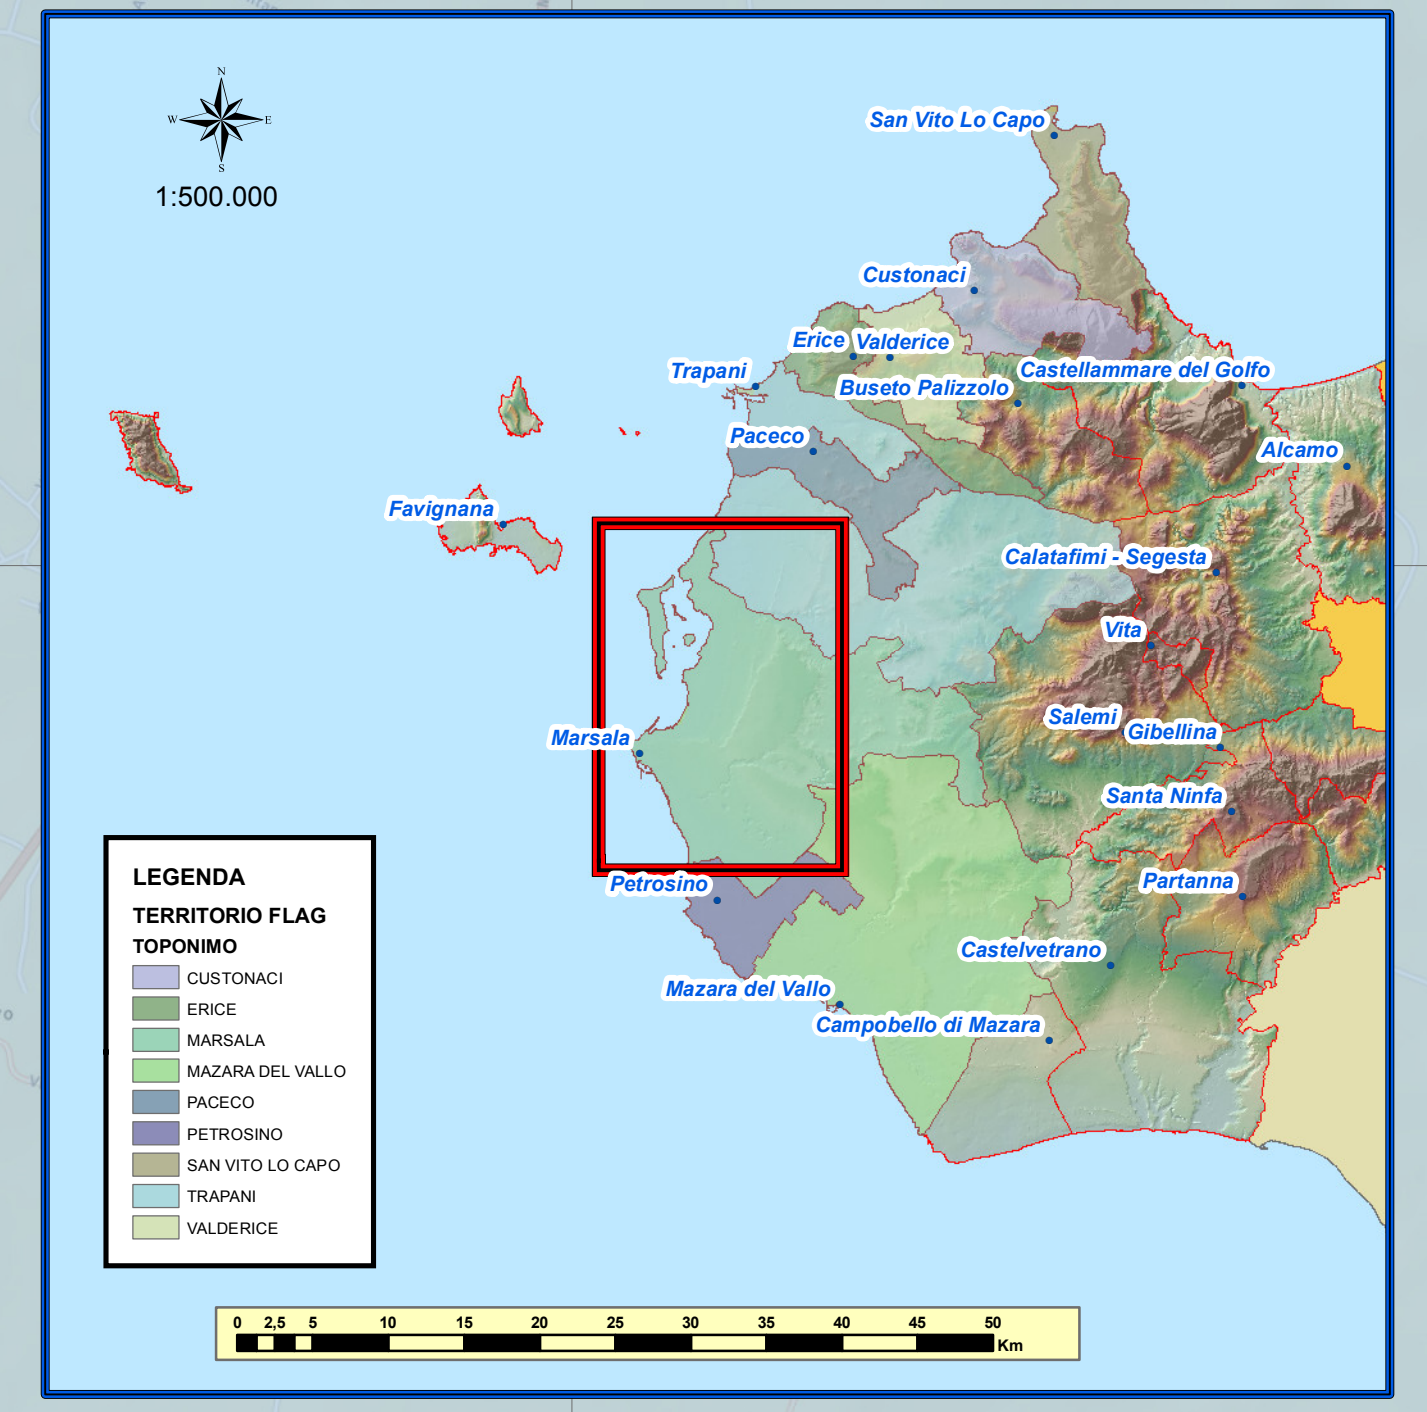 N
W E
S
1:500.000
San Vito Lo Capo
Custonaci
Erice Valderice
Trapani
Castellammare del Golfo
Buseto Palizzolo
Paceco
Alcamo
Favignana
Calatafimi - Segesta
Vita
Salemi
Gibellina
Marsala
Santa Ninfa
Partanna
Petrosino
Castelvetrano
Mazara del Vallo
Campobello di Mazara
LEGENDA
TERRITORIO FLAG
TOPONIMO
CUSTONACI
ERICE
MARSALA
MAZARA DEL VALLO
PACECO
PETROSINO
SAN VITO LO CAPO
TRAPANI
VALDERICE
0 2,5 5 10 15 20 25 30 35 40 45 50
Km